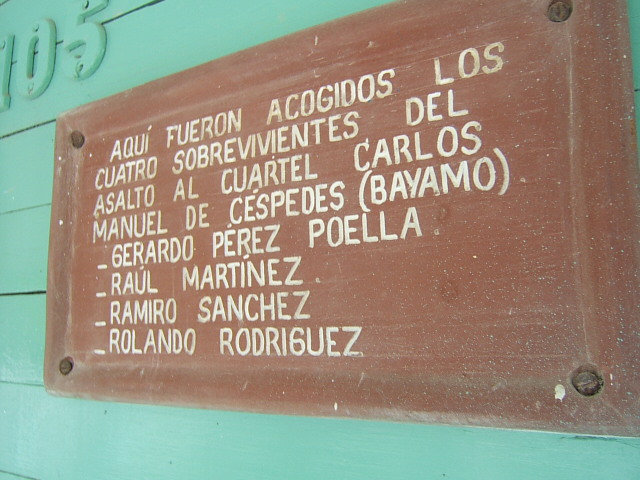 105
AQUÍ FUERON ACOGIDOS LOS
CUATRO SOBREVIVIENTES DEL
ASALTO AL CUARTEL CARLOS
MANUEL DE CÉSPEDES (BAYAMO)
_GERARDO PÉREZ POELLA.
_RAÚL MARTÍNEZ.
_RAMIRO SANCHEZ
_ROLANDO RODRIGUEZ